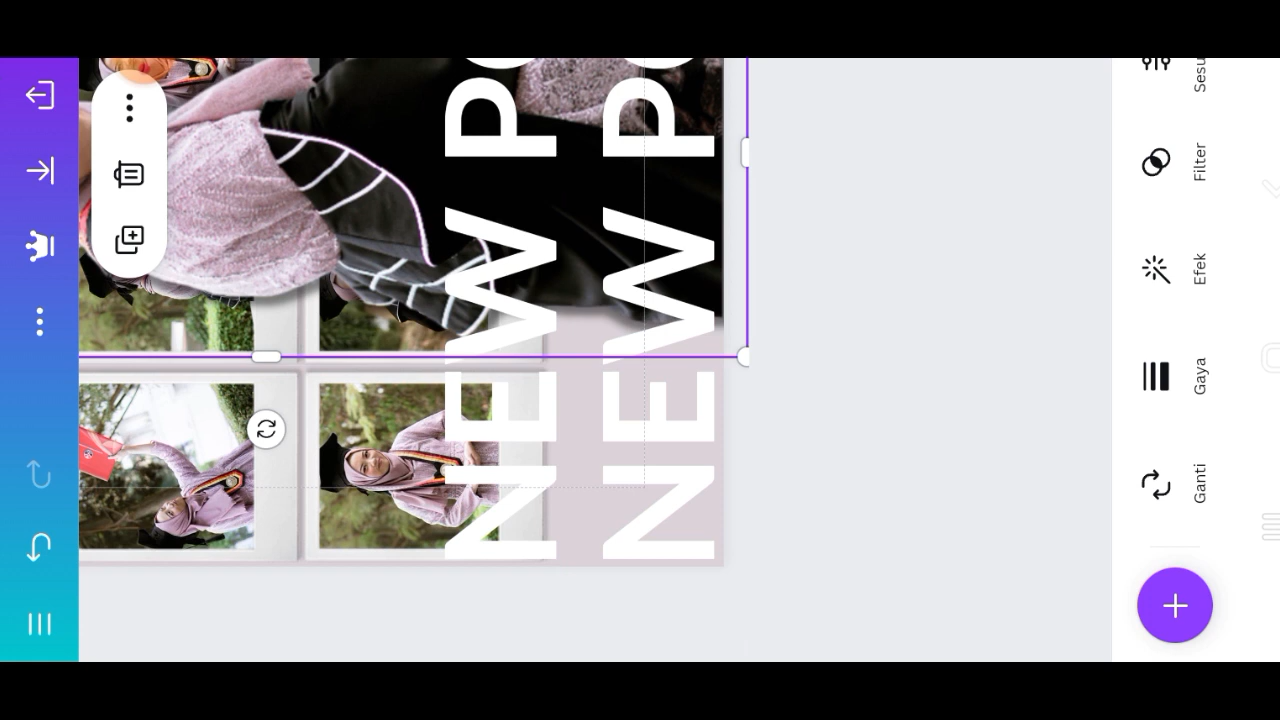 NEW PO
NEW PO
Ganti
Gaya
Efek
Filter
Sesu